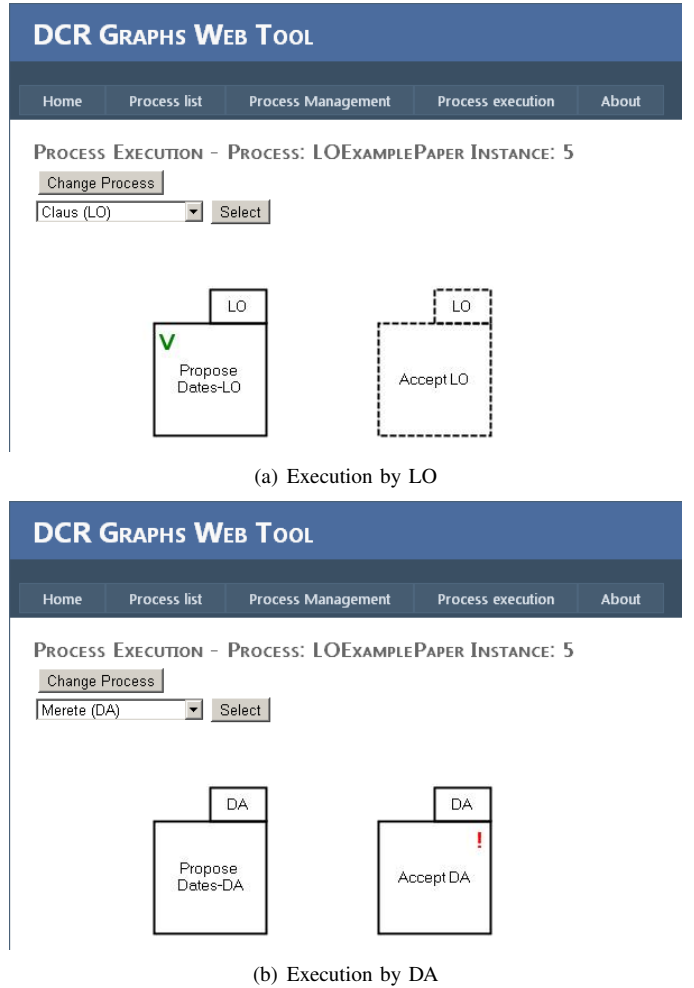 DCR Graphs Web Tool
Home Process list Process Management Process execution About
Process Execution - Process: LOExamplePaper Instance: 5
Change Process
Claus (LO) Select
LO LO
V
Propose
Dates-LO
Accept LO
(a) Execution by LO
DCR Graphs Web Tool
Home Process list Process Management Process execution About
Process Execution - Process: LOExamplePaper Instance: 5
Change Process
Merete (DA) Select
DA DA
!
Propose
Dates-DA
Accept DA
(b) Execution by DA